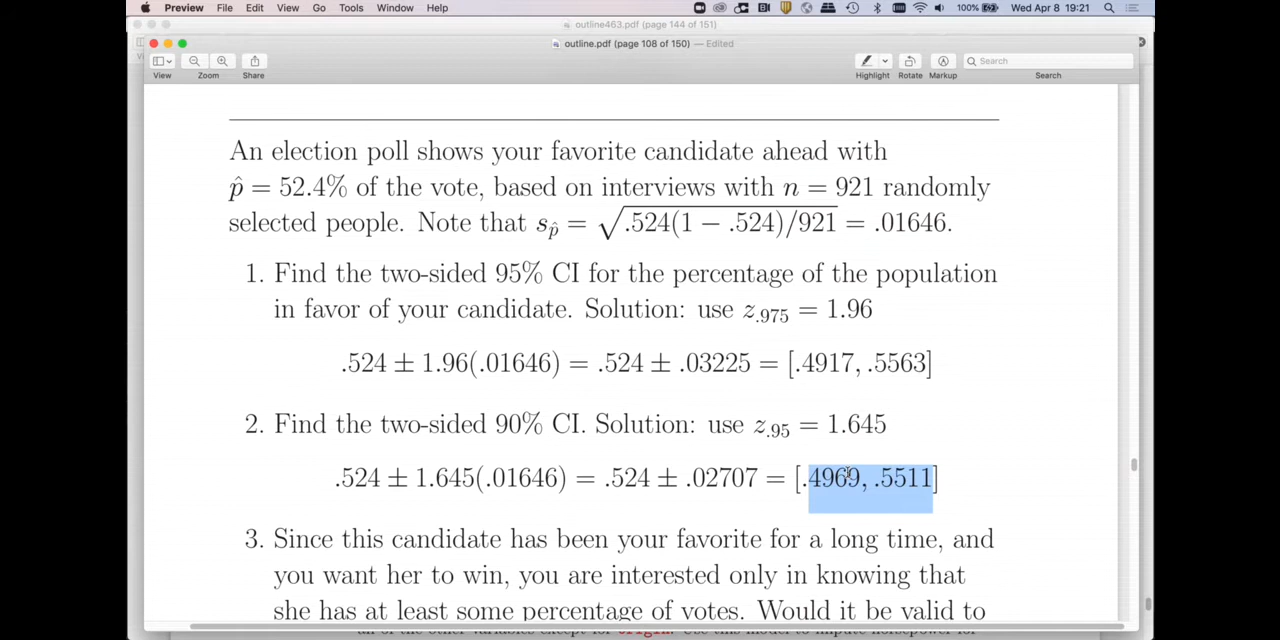 Preview File Edit View Go Tools Window Help 100% Wed Apr 8 19:21
outline463.pdf (page 144 of 151)
outline.pdf (page 108 of 150) — Edited
View Zoom Share Highlight Rotate Markup Search
Search
An election poll shows your favorite candidate ahead with
p̂ = 52.4% of the vote, based on interviews with n = 921 randomly
selected people. Note that s_p̂ = √.524(1 − .524)/921 = .01646.
1. Find the two-sided 95% CI for the percentage of the population
in favor of your candidate. Solution: use z.975 = 1.96
.524 ± 1.96(.01646) = .524 ± .03225 = [.4917, .5563]
2. Find the two-sided 90% CI. Solution: use z.95 = 1.645
.524 ± 1.645(.01646) = .524 ± .02707 = [.4969, .5511]
3. Since this candidate has been your favorite for a long time, and
you want her to win, you are interested only in knowing that
she has at least some percentage of votes. Would it be valid to